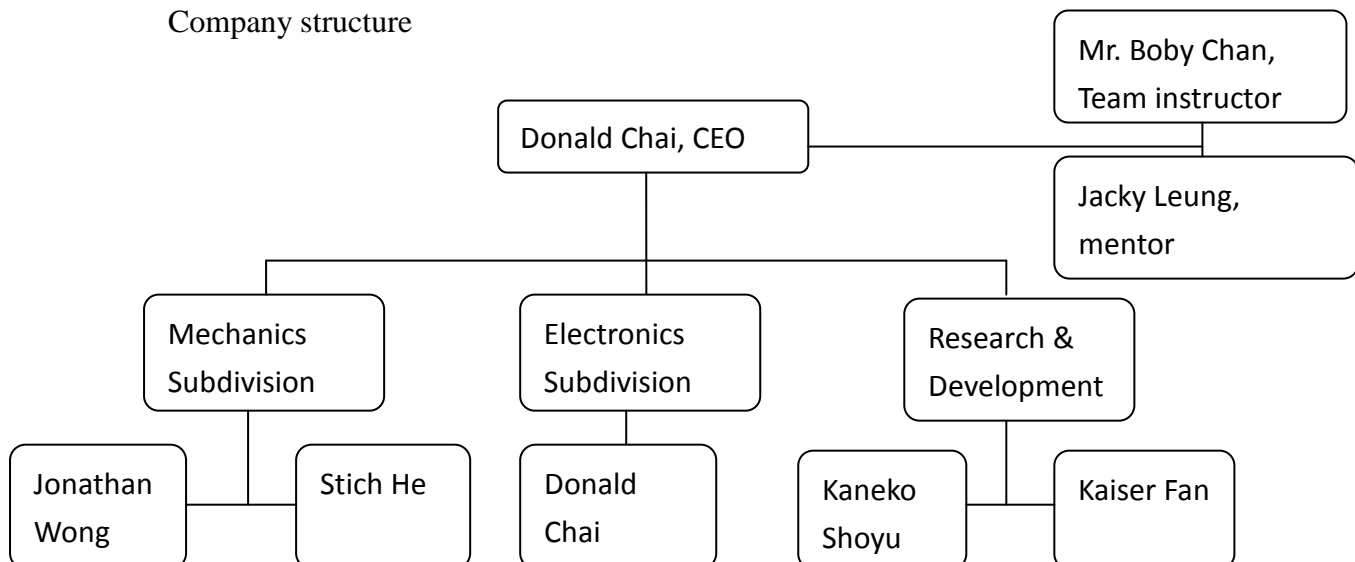 Company structure
Mr. Boby Chan,
Team instructor
Donald Chai, CEO
Jacky Leung,
mentor
Mechanics
Subdivision
Electronics
Subdivision
Research &
Development
Jonathan
Wong
Stich He
Donald
Chai
Kaneko
Shoyu
Kaiser Fan